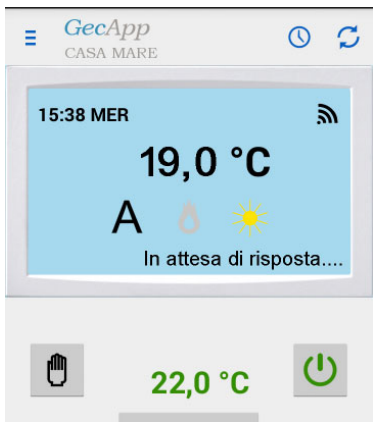 GecApp
CASA MARE
15:38 MER
19,0 °C
A
In attesa di risposta....
22,0 °C